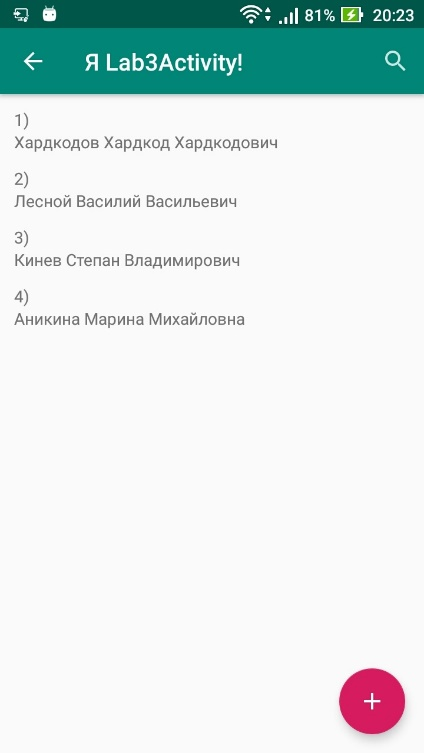 81% 20:23
Я Lab3Activity!
1)
Хардкодов Хардкод Хардкодович
2)
Лесной Василий Васильевич
3)
Кинев Степан Владимирович
4)
Аникина Марина Михайловна